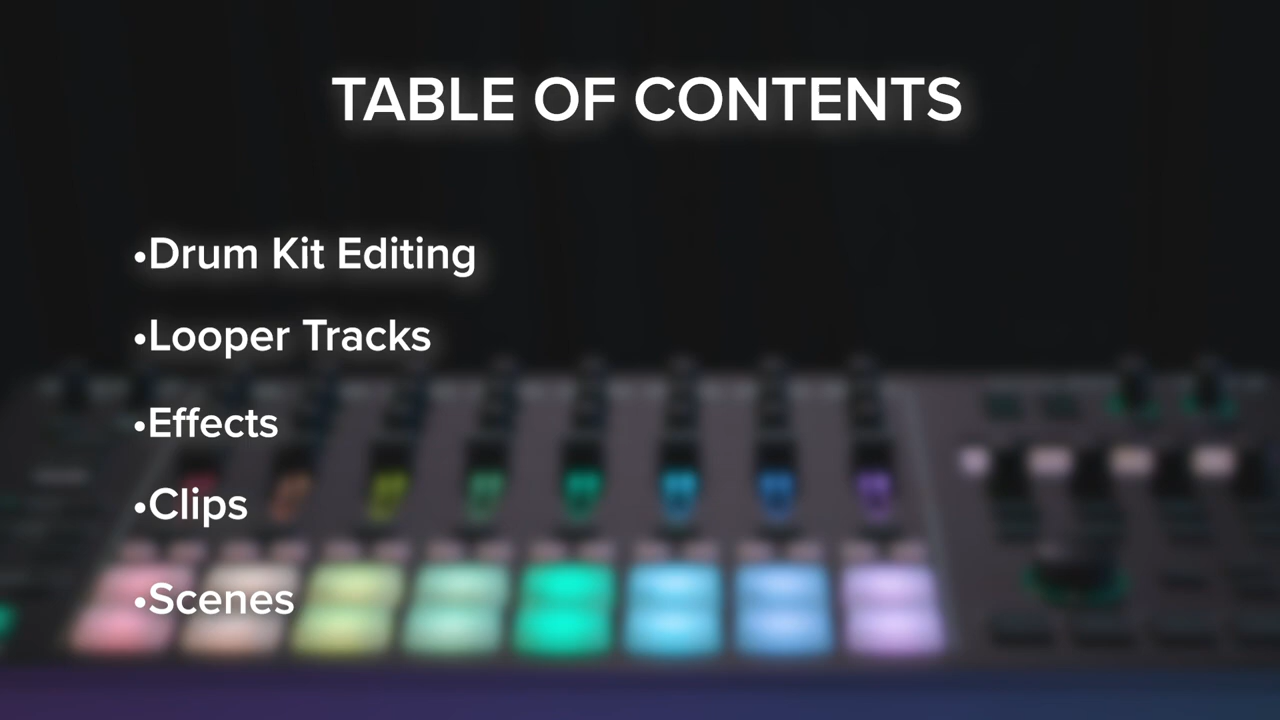 TABLE OF CONTENTS
•Drum Kit Editing
•Looper Tracks
•Effects
•Clips
•Scenes